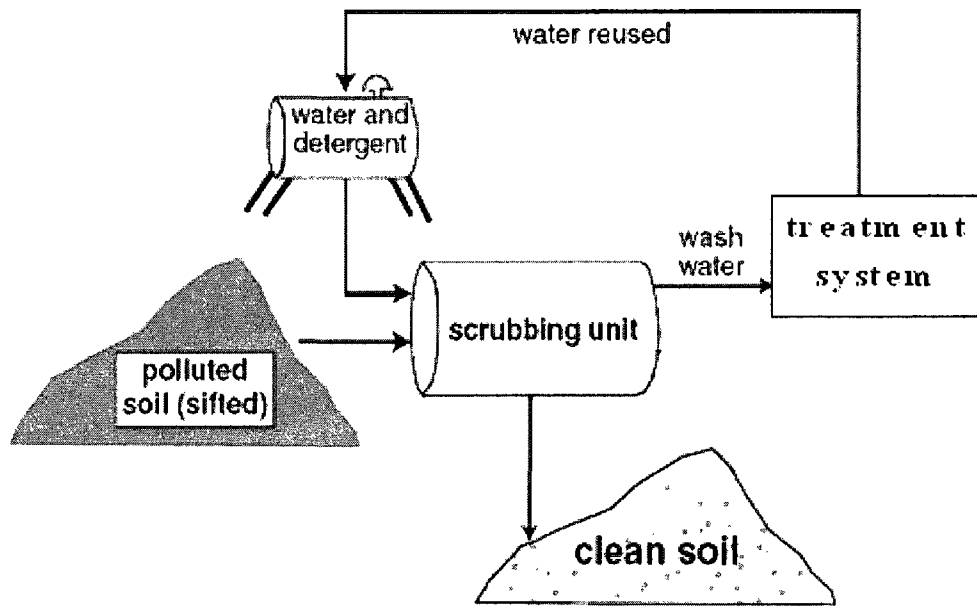 water reused
water and
detergent
wash
water
treatment
system
scrubbing unit
polluted
soil (sifted)
clean soil